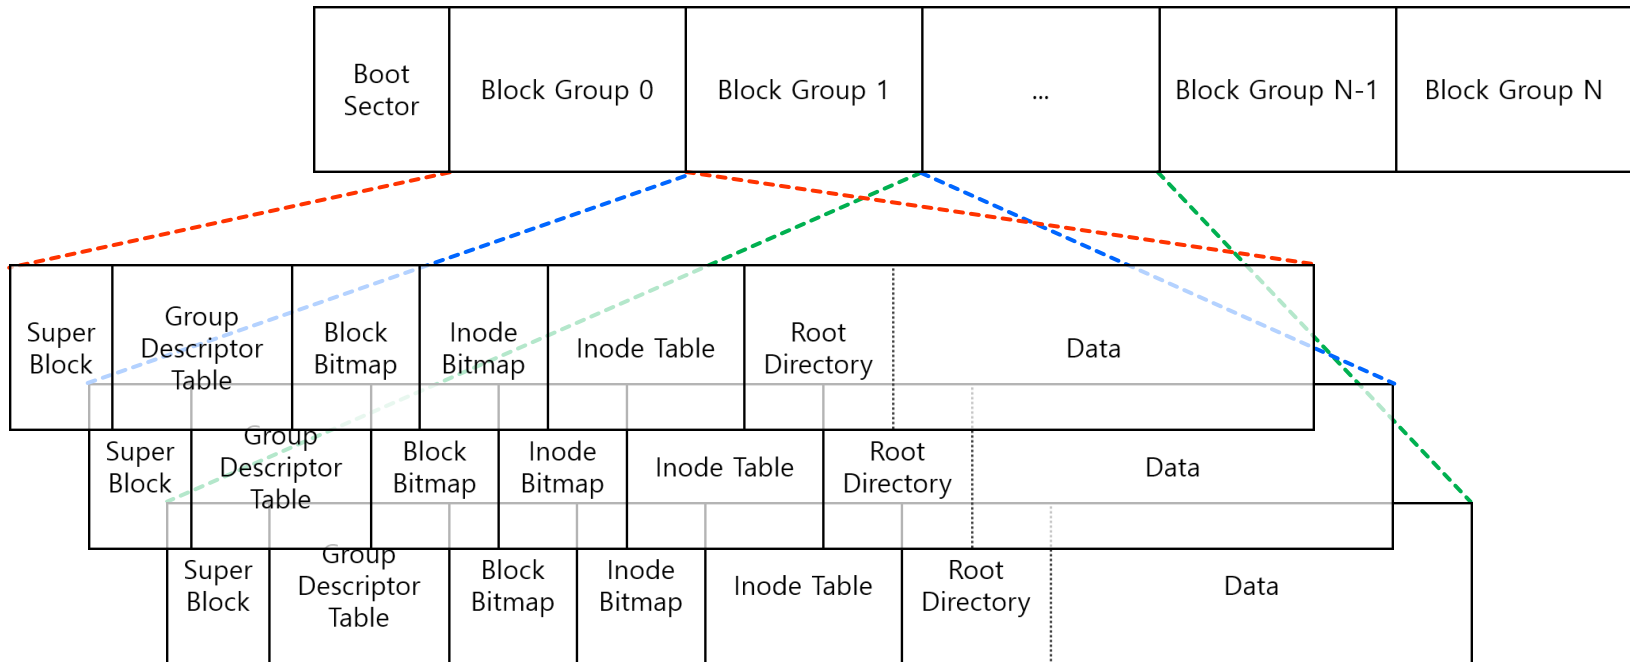 Boot
Sector
Block Group 0
Block Group 1
...
Block Group N-1
Block Group N
Super
Block
Group
Descriptor
Table
Block
Bitmap
Inode
Bitmap
Inode Table
Root
Directory
Data
Super
Block
Group
Descriptor
Table
Block
Bitmap
Inode
Bitmap
Inode Table
Root
Directory
Data
Super
Block
Group
Descriptor
Table
Block
Bitmap
Inode
Bitmap
Inode Table
Root
Directory
Data